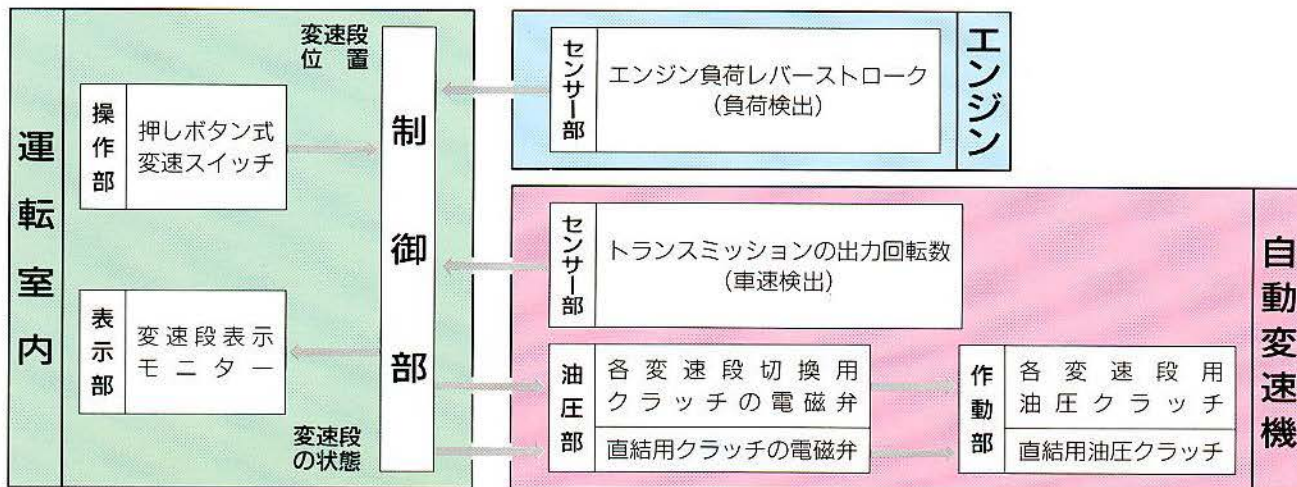 運転室内
変速段
位置
操作部
押しボタン式
変速スイッチ
表示部
変速段表示
モニター
変速段
の状態
制御部
センサー部
エンジン負荷レバーストローク
(負荷検出)
エンジン
センサー部
トランスミッションの出力回転数
(車速検出)
油圧部
各変速段切換用
クラッチの電磁弁
直結用クラッチの電磁弁
作動部
各変速段用
油圧クラッチ
直結用油圧クラッチ
自動変速機